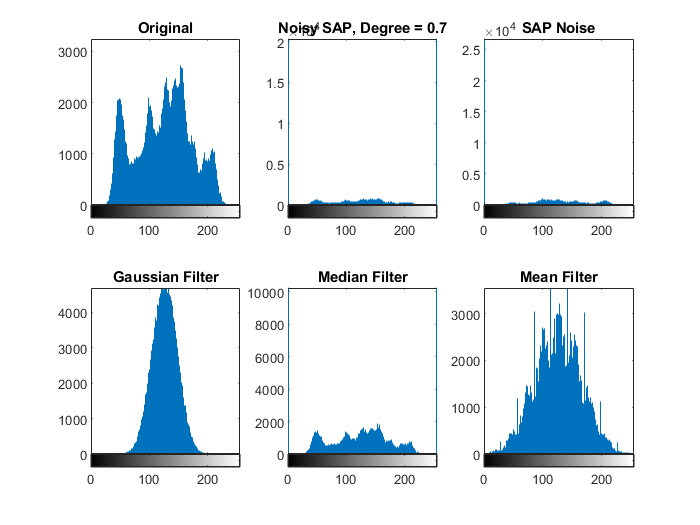 Original
3000
2000
1000
0
0 100 200
Noisy SAP, Degree = 0.7
2
1.5
1
0.5
0
0 100 200
×10⁴ SAP Noise
2.5
2
1.5
1
0.5
0
0 100 200
Gaussian Filter
4000
3000
2000
1000
0
0 100 200
Median Filter
10000
8000
6000
4000
2000
0
0 100 200
Mean Filter
3000
2000
1000
0
0 100 200